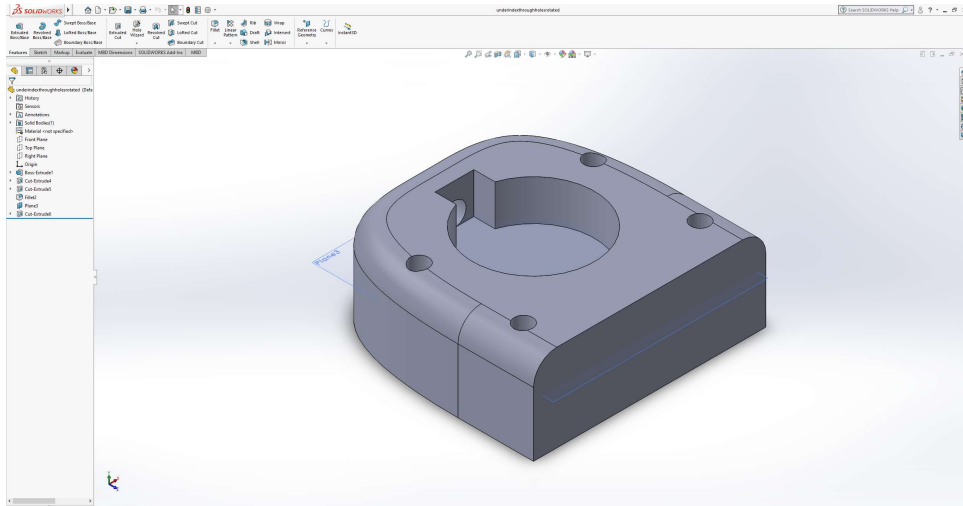 SOLIDWORKS
underindexthroughholesrotated
Search SOLIDWORKS Help
Extruded Boss/Base
Revolved Boss/Base
Swept Boss/Base
Lofted Boss/Base
Boundary Boss/Base
Extruded Cut
Hole Wizard
Revolved Cut
Swept Cut
Lofted Cut
Boundary Cut
Fillet
Linear Pattern
Rib
Draft
Shell
Wrap
Intersect
Mirror
Reference Geometry
Curves
Instant3D
Features
Sketch
Markup
Evaluate
MBD Dimensions
SOLIDWORKS Add-Ins
MBD
underindexthroughholesrotated (Defa
History
Sensors
Annotations
Solid Bodies(1)
Material <not specified>
Front Plane
Top Plane
Right Plane
Origin
Boss-Extrude1
Cut-Extrude4
Cut-Extrude5
Fillet2
Plane3
Cut-Extrude6
Plane3